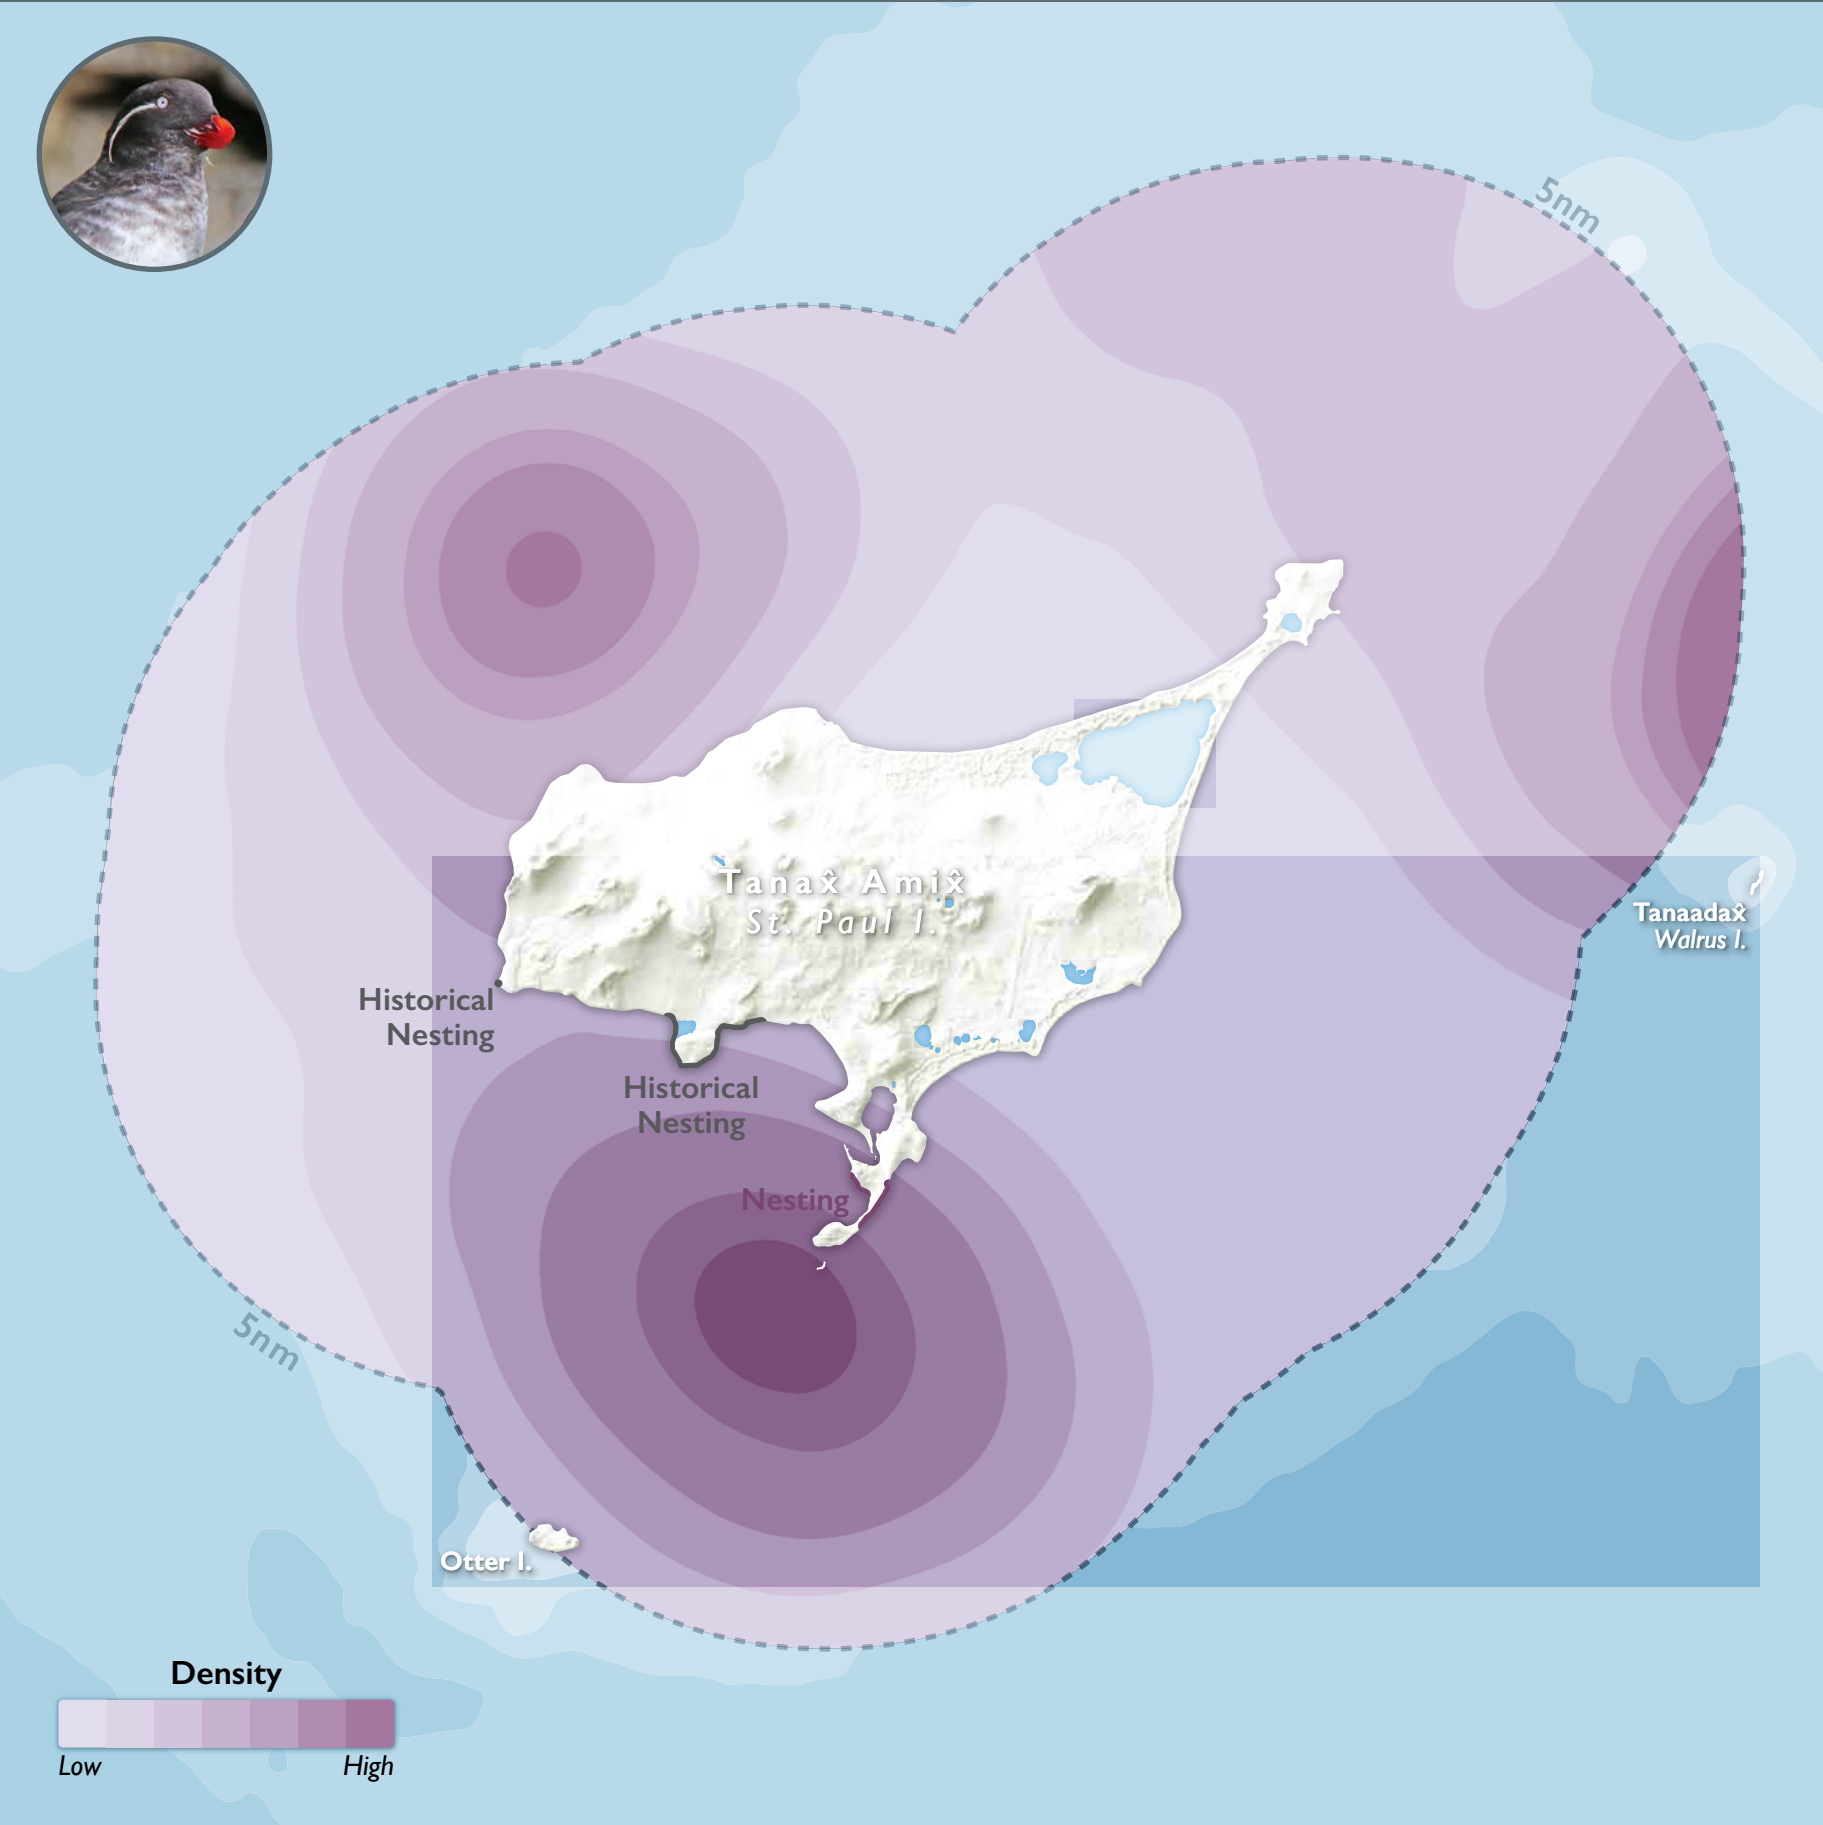 5nm
Tanax̂ Amix̂
St. Paul I.
Tanaadax̂
Walrus I.
Historical
Nesting
Historical
Nesting
Nesting
5nm
Otter I.
Density
Low
High